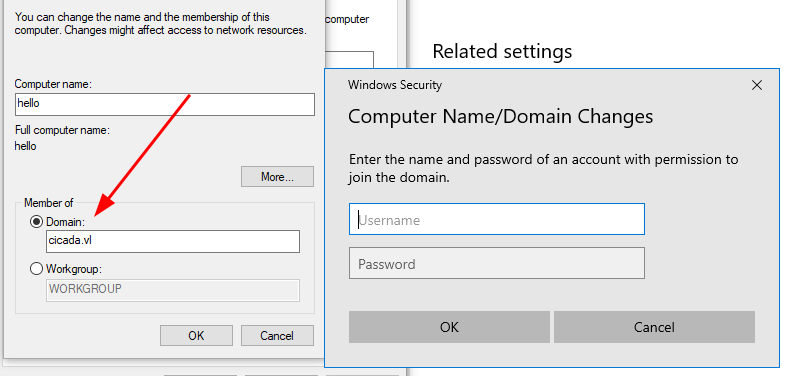 You can change the name and the membership of this
computer. Changes might affect access to network resources.
computer
Computer name:
hello
Full computer name:
hello
More...
Member of
Domain:
cicada.vl
Workgroup:
WORKGROUP
OK
Cancel
Related settings
Windows Security
Computer Name/Domain Changes
Enter the name and password of an account with permission to
join the domain.
Username
Password
OK
Cancel